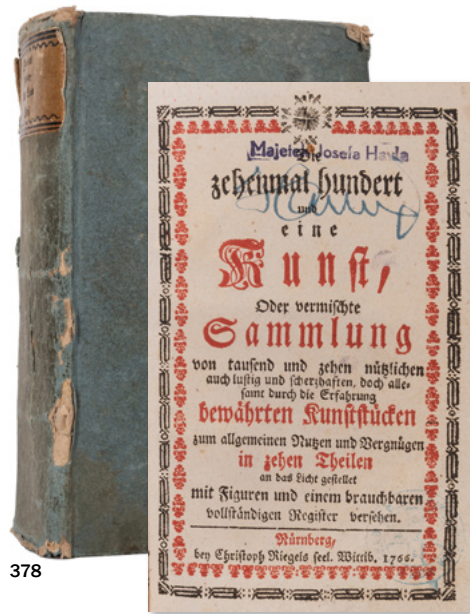 Majetek Josefa Havla
Die
zehenmal hundert
und
eine
Kunst,
Oder vermischte
Sammlung
von tausend und zehen nützlichen
auch lustig und scherzhaften, doch alle-
samt durch die Erfahrung
bewährten Kunststücken
zum allgemeinen Nutzen und Vergnügen
in zehen Theilen
an das Licht gestellet
mit Figuren und einem brauchbaren
vollständigen Register versehen.
Nürnberg,
bey Christoph Riegels seel. Wittib. 1766.
378